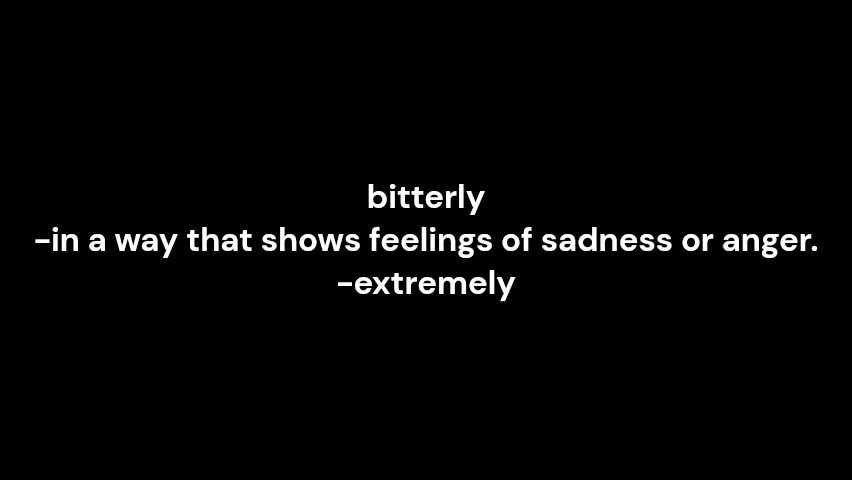 bitterly
-in a way that shows feelings of sadness or anger.
-extremely